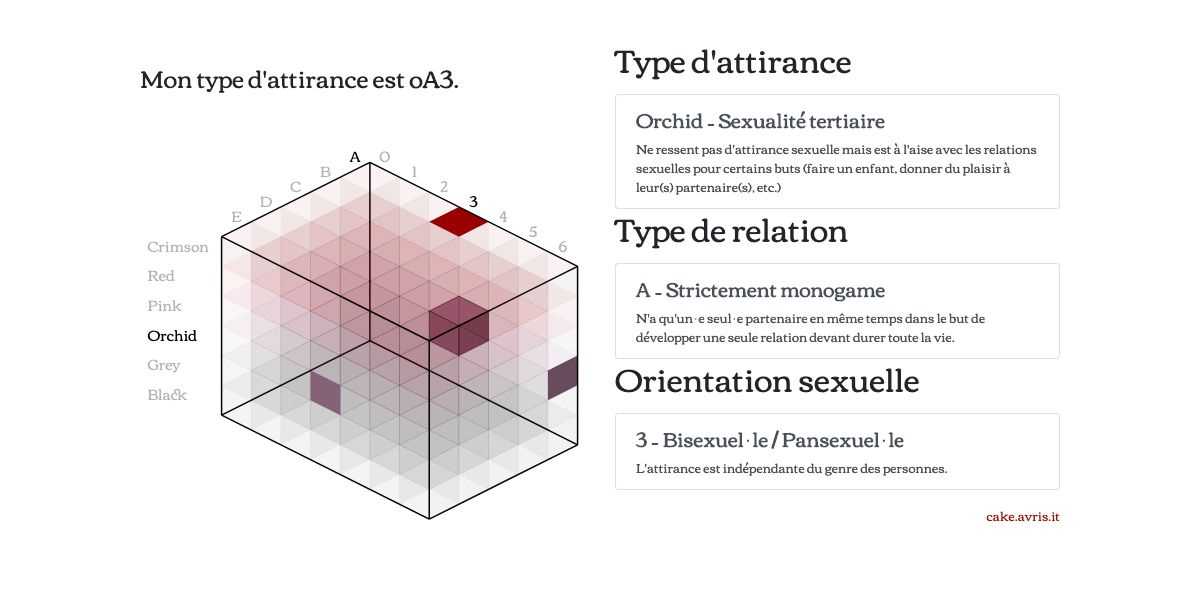 Mon type d'attirance est oA3.
A
0
B
1
C
2
D
3
E
4
5
6
Crimson
Red
Pink
Orchid
Grey
Black
Type d'attirance
Orchid - Sexualité tertiaire
Ne ressent pas d'attirance sexuelle mais est à l'aise avec les relations
sexuelles pour certains buts (faire un enfant, donner du plaisir à
leur(s) partenaire(s), etc.)
Type de relation
A - Strictement monogame
N'a qu'un·e seul·e partenaire en même temps dans le but de
développer une seule relation devant durer toute la vie.
Orientation sexuelle
3 - Bisexuel·le / Pansexuel·le
L'attirance est indépendante du genre des personnes.
cake.avris.it